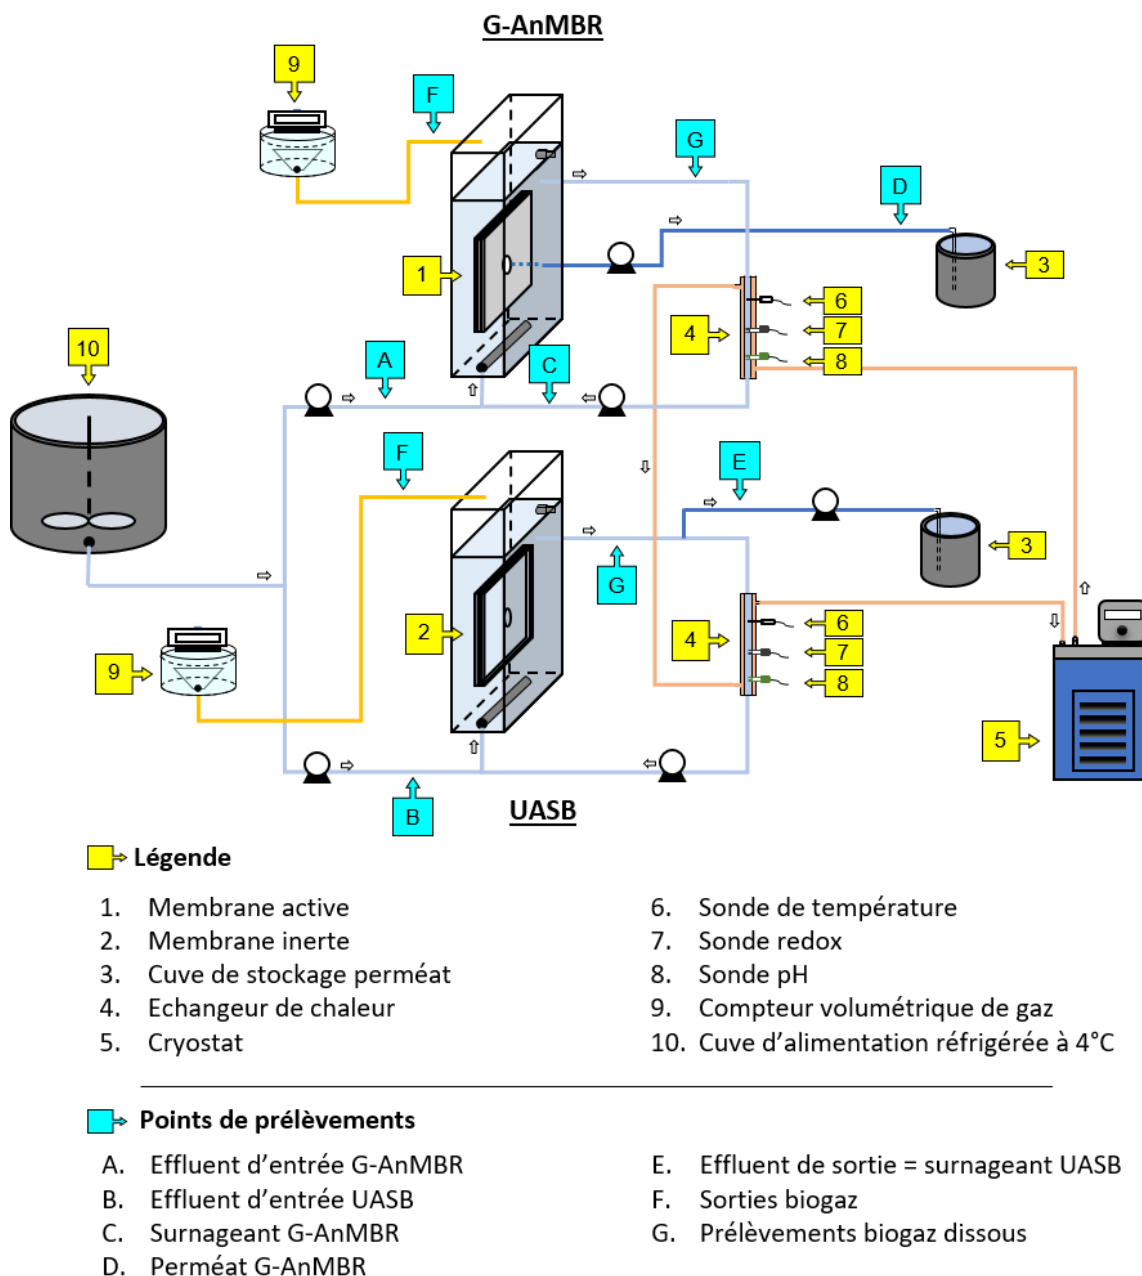 G-AnMBR
9
F
G
D
1
3
6
4
7
8
10
A
C
F
E
G
3
2
6
4
7
8
9
5
B
UASB
Légende
1. Membrane active
2. Membrane inerte
3. Cuve de stockage perméat
4. Echangeur de chaleur
5. Cryostat
6. Sonde de température
7. Sonde redox
8. Sonde pH
9. Compteur volumétrique de gaz
10. Cuve d'alimentation réfrigérée à 4°C
Points de prélèvements
A. Effluent d'entrée G-AnMBR
B. Effluent d'entrée UASB
C. Surnageant G-AnMBR
D. Perméat G-AnMBR
E. Effluent de sortie = surnageant UASB
F. Sorties biogaz
G. Prélèvements biogaz dissous